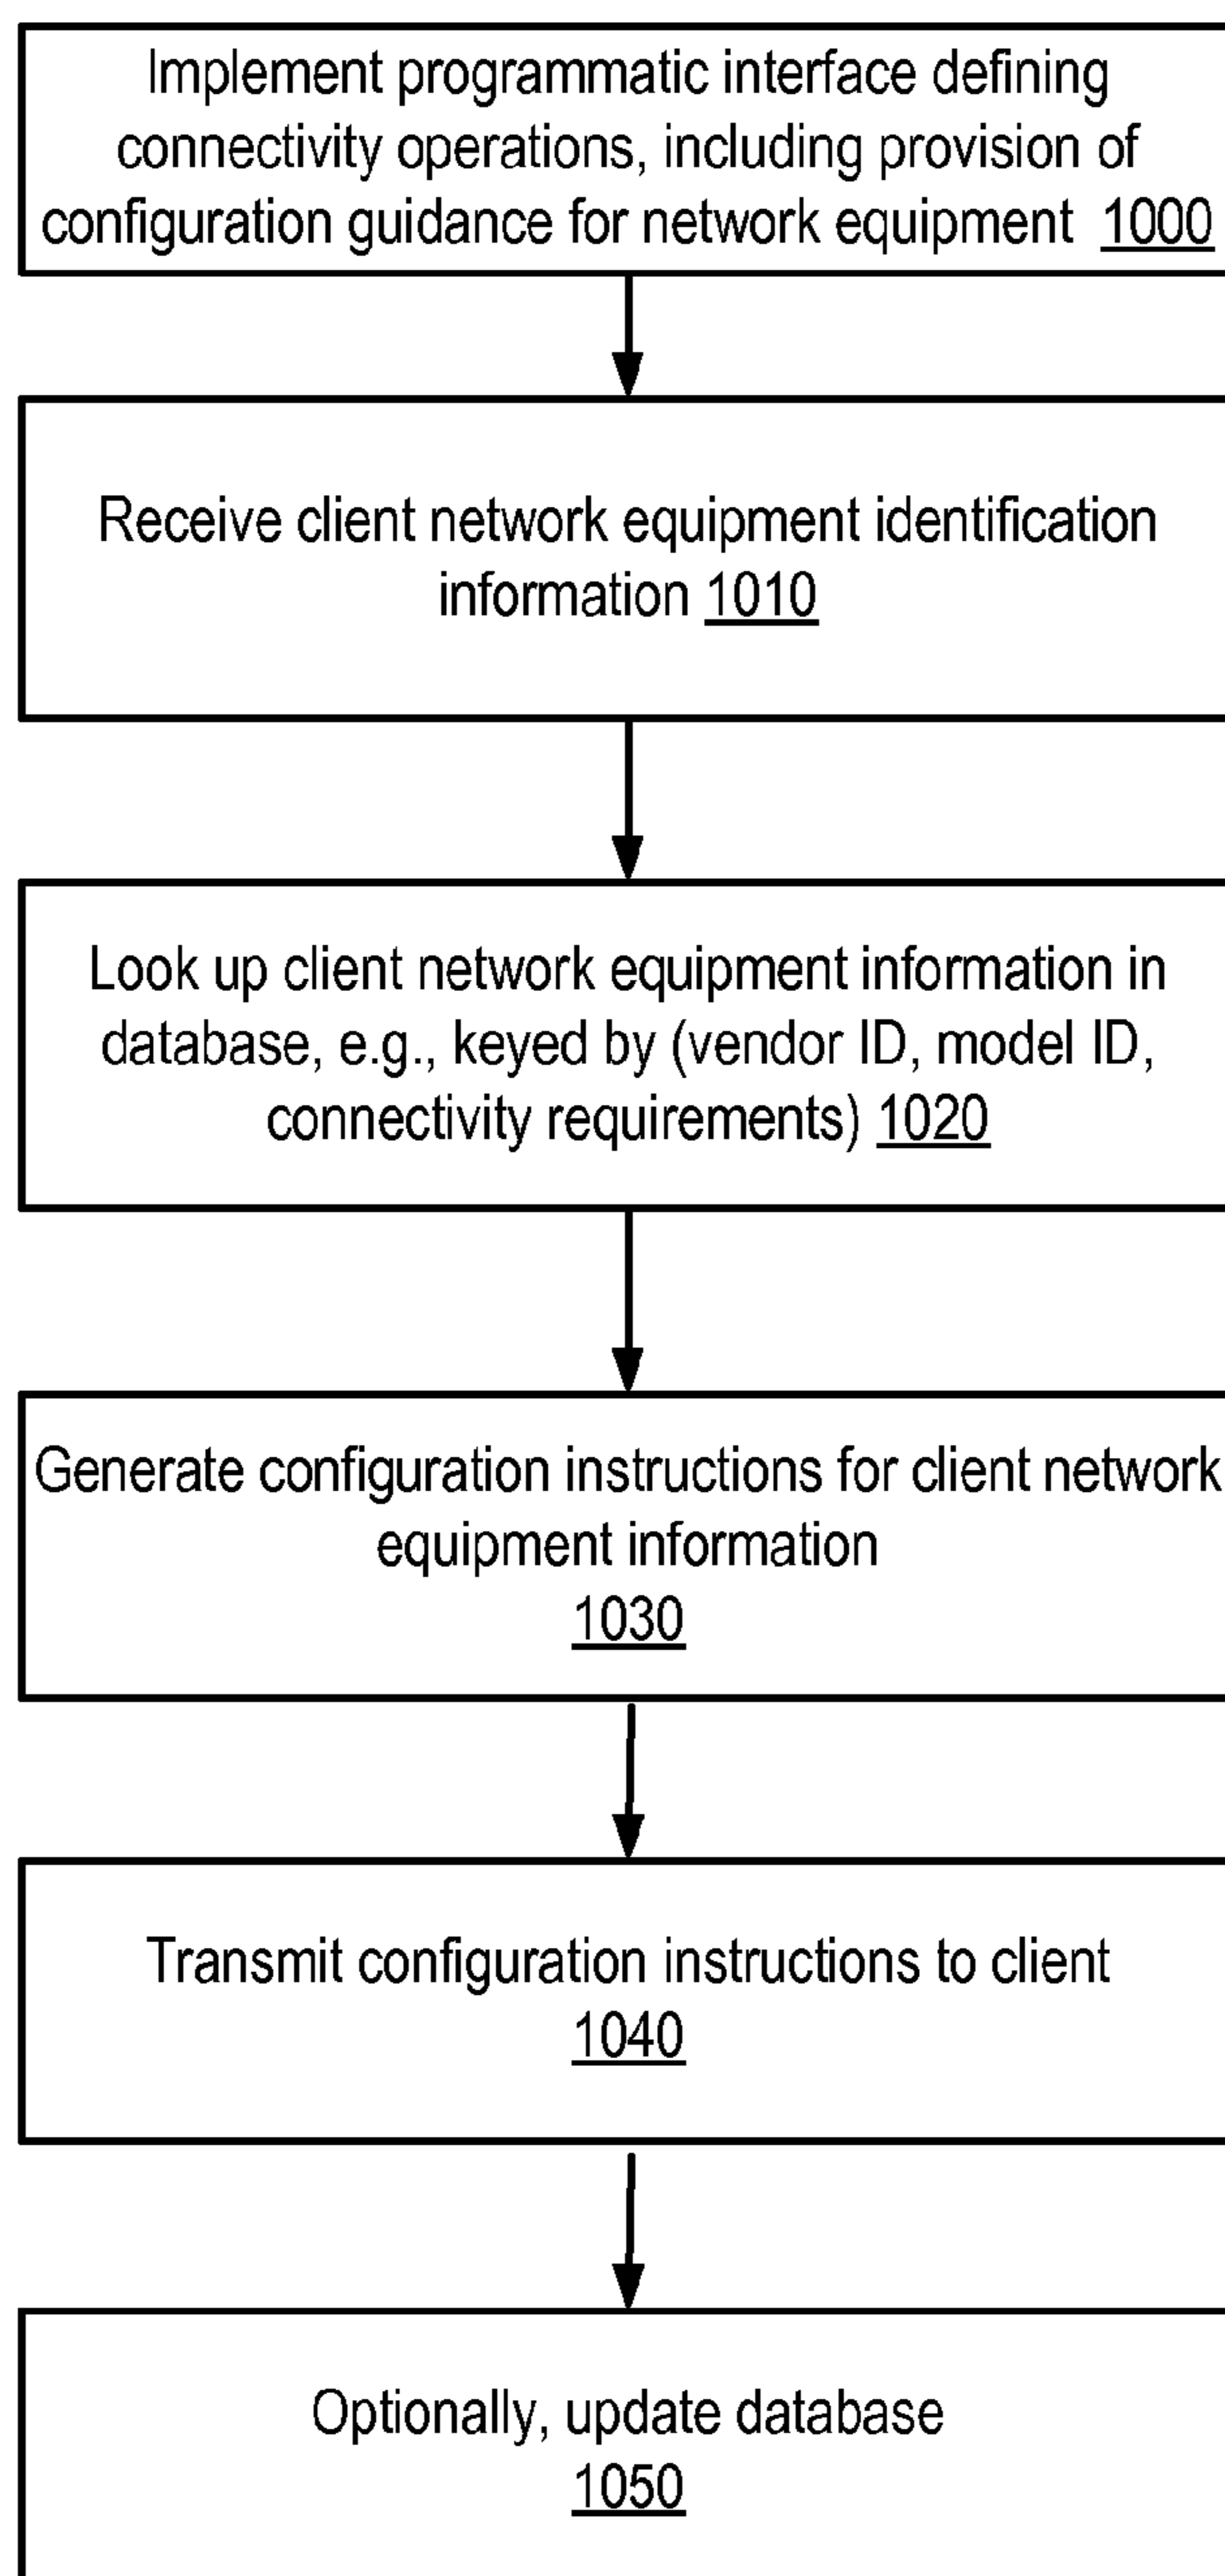 Implement programmatic interface defining
connectivity operations, including provision of
configuration guidance for network equipment 1000
Receive client network equipment identification
information 1010
Look up client network equipment information in
database, e.g., keyed by (vendor ID, model ID,
connectivity requirements) 1020
Generate configuration instructions for client network
equipment information
1030
Transmit configuration instructions to client
1040
Optionally, update database
1050